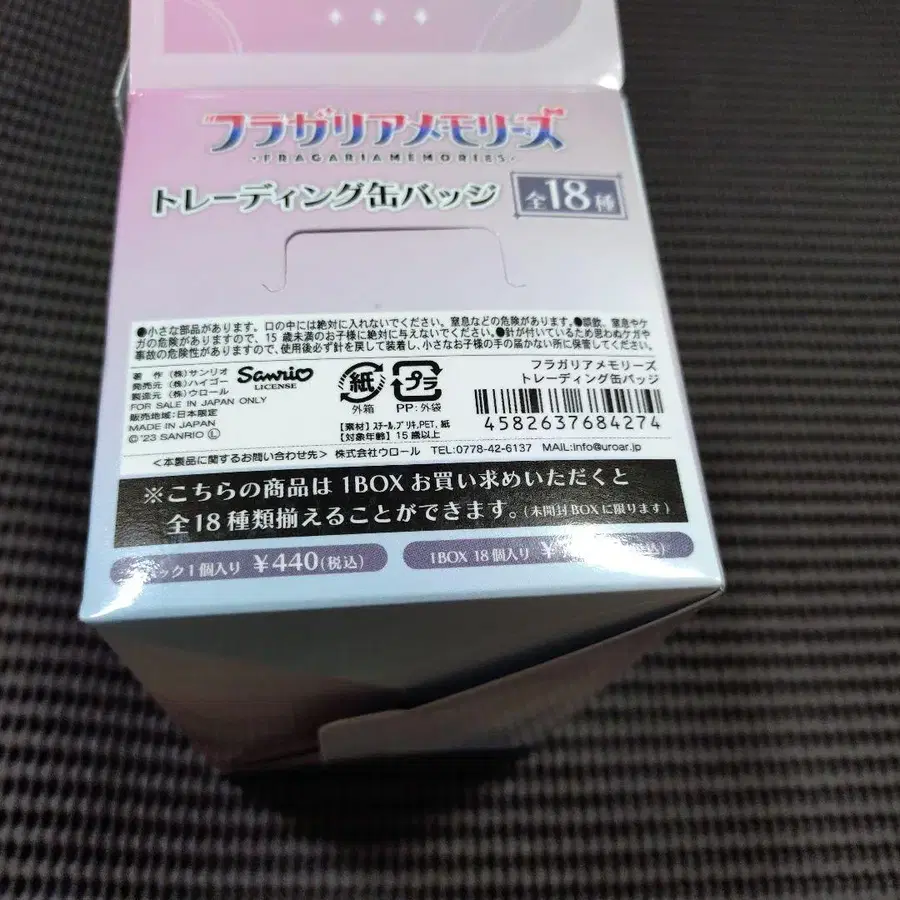 フラガリアメモリーズ
・FRAGARIAMEMORIES・
トレーディング缶バッジ 全18種
●小さな部品があります。口の中には絶対に入れないでください。窒息などの危険があります。●誤飲、窒息やケ
ガの危険がありますので、15歳未満のお子様に絶対に与えないでください。●針が付いているため思わぬケガや
事故の危険性がありますので、使用後必ず針を戻して装着し、小さなお子様の手の届かない所に保管してください。
著 作 (株)サンリオ
発売元 (株)ハイゴー
製造元 (株)ウロール
FOR SALE IN JAPAN ONLY
販売地域:日本限定
MADE IN JAPAN
©'23 SANRIO Ⓛ
Sanrio
LICENSE
紙
外箱
プラ
PP:外袋
【素材】スチール,ブリキ,PET,紙
【対象年齢】15歳以上
フラガリアメモリーズ
トレーディング缶バッジ
4582637684274
<本製品に関するお問い合わせ先> 株式会社ウロール TEL:0778-42-6137 MAIL:info@uroar.jp
※こちらの商品は1BOXお買い求めいただくと
全18種類揃えることができます。(未開封BOXに限ります)
ック1個入り ¥440(税込)
1BOX 18個入り ¥ 税込)